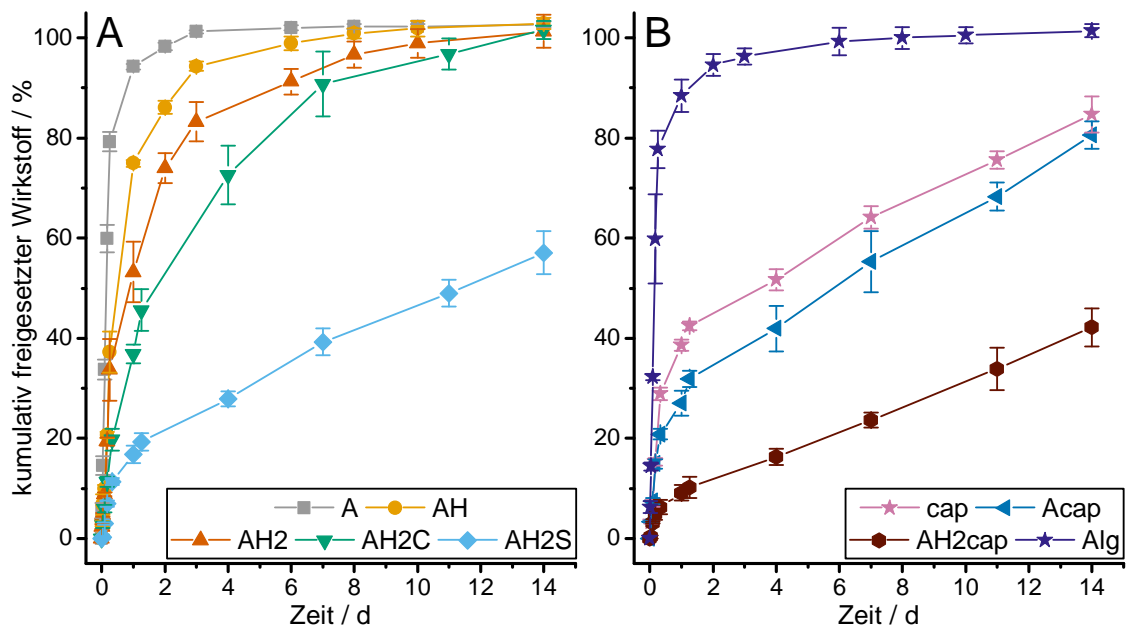 A
B
kumulativ freigesetzter Wirkstoff / %
100
80
60
40
20
0
A AH
AH2 AH2C AH2S
0 2 4 6 8 10 12 14
Zeit / d
100
80
60
40
20
0
cap Acap
AH2cap Alg
0 2 4 6 8 10 12 14
Zeit / d